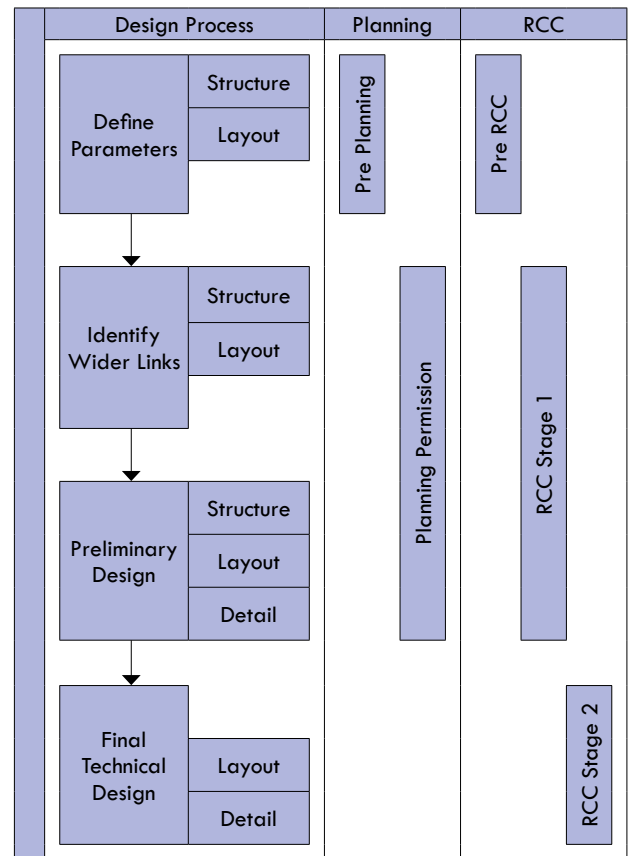 Design Process
Planning
RCC
Define
Parameters
Structure
Layout
Pre Planning
Pre RCC
Identify
Wider Links
Structure
Layout
Planning Permission
RCC Stage 1
Preliminary
Design
Structure
Layout
Detail
Final
Technical
Design
Layout
Detail
RCC Stage 2